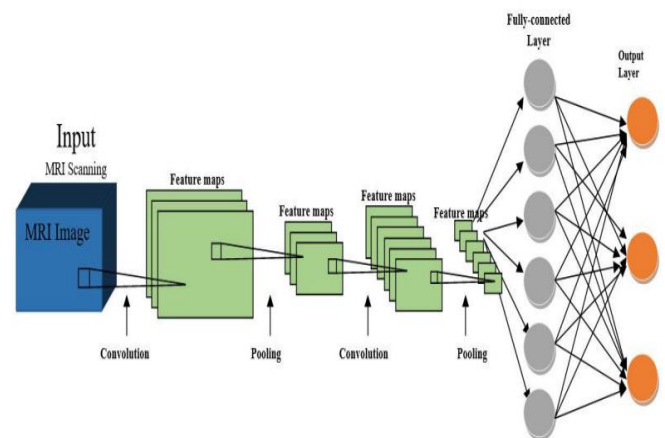 Fully-connected
Layer
Output
Layer
Input
MRI Scanning
MRI Image
Feature maps
Feature maps
Feature maps
Feature maps
Convolution
Pooling
Convolution
Pooling